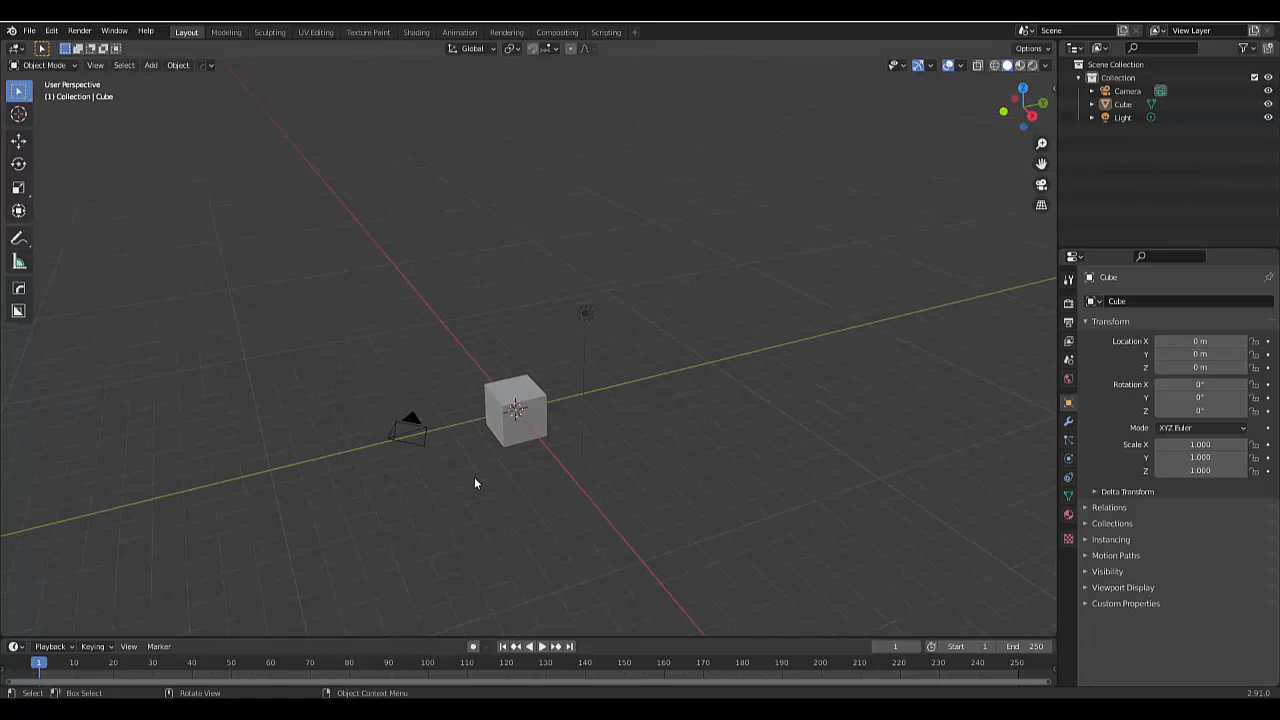 File Edit Render Window Help Layout Modeling Sculpting UV Editing Texture Paint Shading Animation Rendering Compositing Scripting + Scene View Layer
Global Options
Object Mode View Select Add Object
User Perspective
(1) Collection | Cube
Z
Y
X
Scene Collection
Collection
Camera
Cube
Light
Cube
Cube
Transform
Location X 0 m
Y 0 m
Z 0 m
Rotation X 0°
Y 0°
Z 0°
Mode XYZ Euler
Scale X 1.000
Y 1.000
Z 1.000
Delta Transform
Relations
Collections
Instancing
Motion Paths
Visibility
Viewport Display
Custom Properties
Playback Keying View Marker 1 Start 1 End 250
1 10 20 30 40 50 60 70 80 90 100 110 120 130 140 150 160 170 180 190 200 210 220 230 240 250
Select Box Select Rotate View Object Context Menu 2.91.0